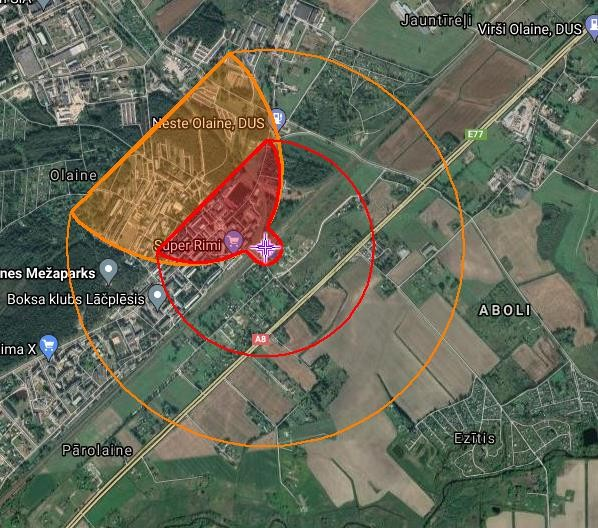 Jauntīreļi
Virši Olaine, DUS
Neste Olaine, DUS
E77
Olaine
Super Rimi
nes Mežaparks
Boksa klubs Lāčplēsis
ABOLI
ima X
A8
Ezītis
Pārolaine